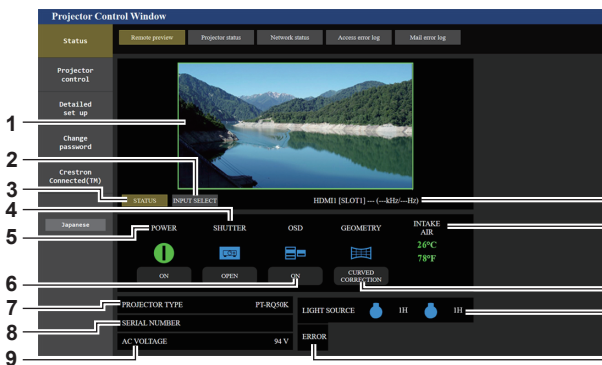 Projector Control Window
Status
Remote preview
Projector status
Network status
Access error log
Mail error log
Projector
control
Detailed
set up
Change
password
Crestron
Connected(TM)
Japanese
1
2
3
4
5
6
7
8
9
STATUS
INPUT SELECT
HDMI1 [SLOT1] --- (---kHz/---Hz)
POWER
SHUTTER
OSD
GEOMETRY
INTAKE
AIR
26°C
78°F
ON
OPEN
ON
CURVED
CORRECTION
PROJECTOR TYPE PT-RQ50K
SERIAL NUMBER
AC VOLTAGE 94 V
LIGHT SOURCE 1H 1H
ERROR